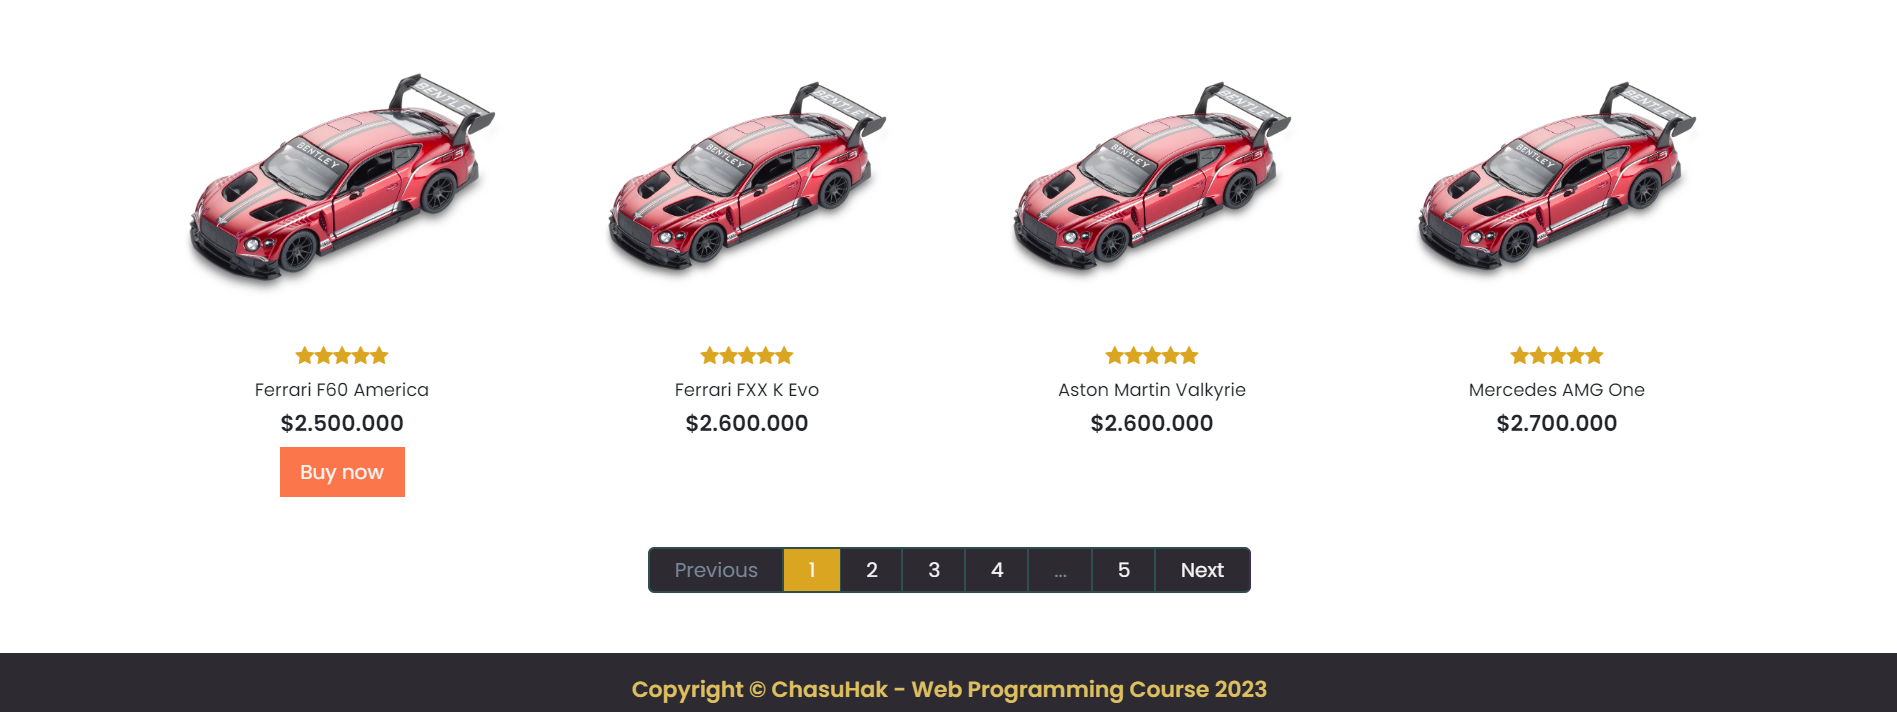 BENTLEY
BENTLEY
BENTLEY
BENTLEY
BENTLEY
BENTLEY
BENTLEY
BENTLEY
Ferrari F60 America
Ferrari FXX K Evo
Aston Martin Valkyrie
Mercedes AMG One
$2.500.000
$2.600.000
$2.600.000
$2.700.000
Buy now
Previous 1 2 3 4 ... 5 Next
Copyright © ChasuHak - Web Programming Course 2023